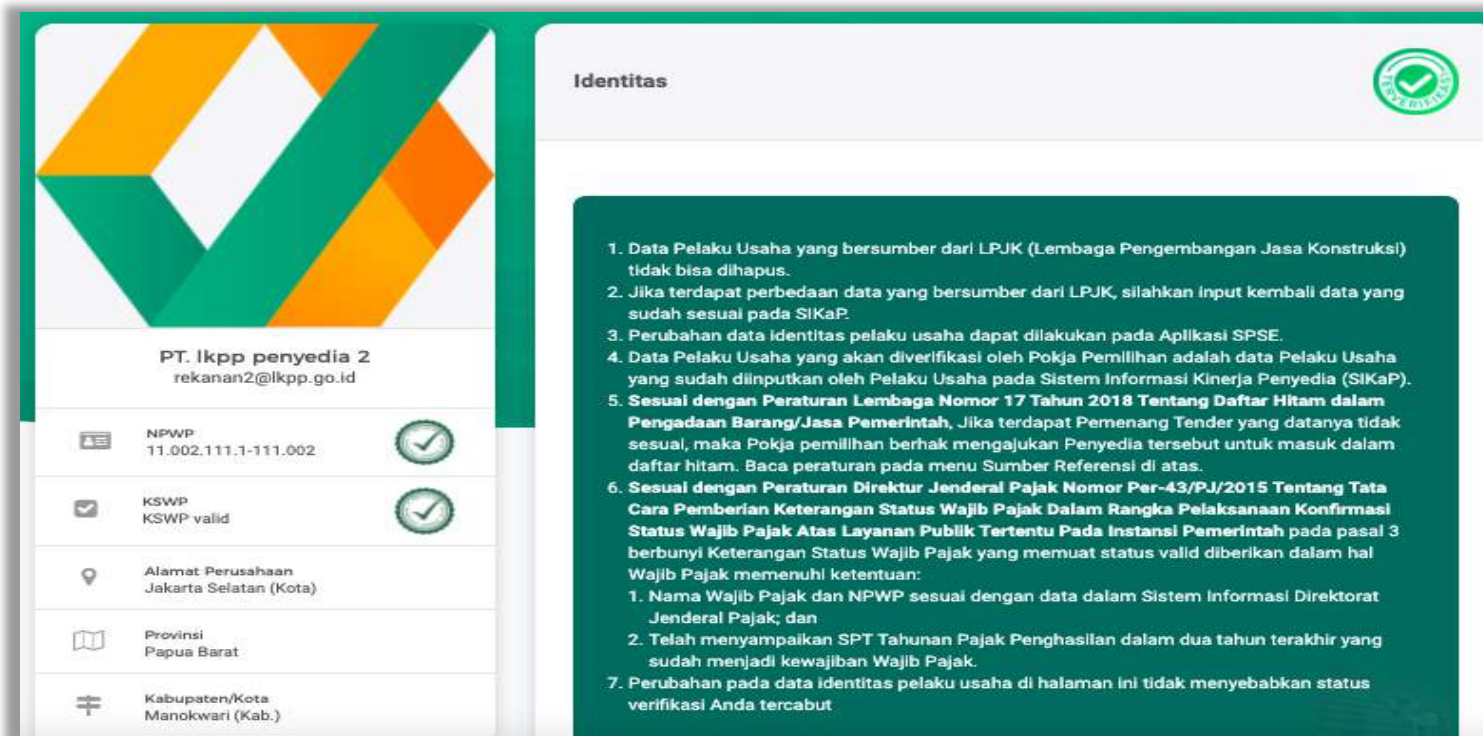 PT. lkpp penyedia 2
rekanan2@lkpp.go.id
NPWP
11.002.111.1-111.002
KSWP
KSWP valid
Alamat Perusahaan
Jakarta Selatan (Kota)
Provinsi
Papua Barat
Kabupaten/Kota
Manokwari (Kab.)
Identitas
TERVERIFIKASI
1. Data Pelaku Usaha yang bersumber dari LPJK (Lembaga Pengembangan Jasa Konstruksi)
tidak bisa dihapus.
2. Jika terdapat perbedaan data yang bersumber dari LPJK, silahkan input kembali data yang
sudah sesuai pada SIKaP.
3. Perubahan data identitas pelaku usaha dapat dilakukan pada Aplikasi SPSE.
4. Data Pelaku Usaha yang akan diverifikasi oleh Pokja Pemilihan adalah data Pelaku Usaha
yang sudah diinputkan oleh Pelaku Usaha pada Sistem Informasi Kinerja Penyedia (SIKaP).
5. Sesuai dengan Peraturan Lembaga Nomor 17 Tahun 2018 Tentang Daftar Hitam dalam
Pengadaan Barang/Jasa Pemerintah, Jika terdapat Pemenang Tender yang datanya tidak
sesuai, maka Pokja pemilihan berhak mengajukan Penyedia tersebut untuk masuk dalam
daftar hitam. Baca peraturan pada menu Sumber Referensi di atas.
6. Sesuai dengan Peraturan Direktur Jenderal Pajak Nomor Per-43/PJ/2015 Tentang Tata
Cara Pemberian Keterangan Status Wajib Pajak Dalam Rangka Pelaksanaan Konfirmasi
Status Wajib Pajak Atas Layanan Publik Tertentu Pada Instansi Pemerintah pada pasal 3
berbunyi Keterangan Status Wajib Pajak yang memuat status valid diberikan dalam hal
Wajib Pajak memenuhi ketentuan:
1. Nama Wajib Pajak dan NPWP sesuai dengan data dalam Sistem Informasi Direktorat
Jenderal Pajak; dan
2. Telah menyampaikan SPT Tahunan Pajak Penghasilan dalam dua tahun terakhir yang
sudah menjadi kewajiban Wajib Pajak.
7. Perubahan pada data identitas pelaku usaha di halaman ini tidak menyebabkan status
verifikasi Anda tercabut